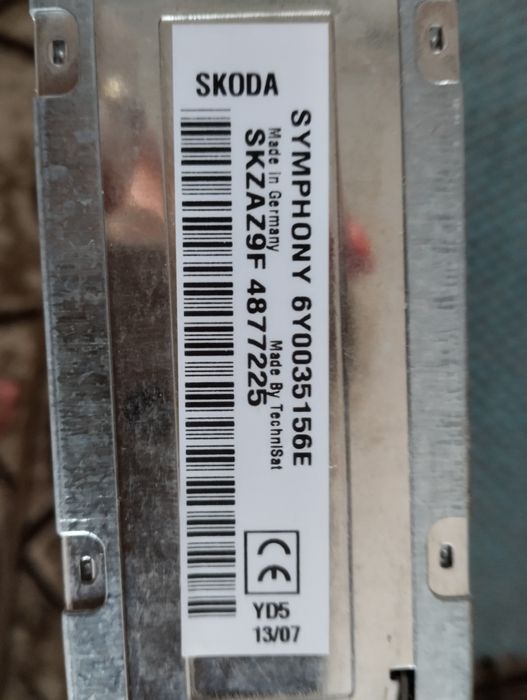 SKODA
SYMPHONY 6Y0035156E
Made in Germany Made By TechniSat
SKZAZ9F 4877225
CE
YD5
13/07